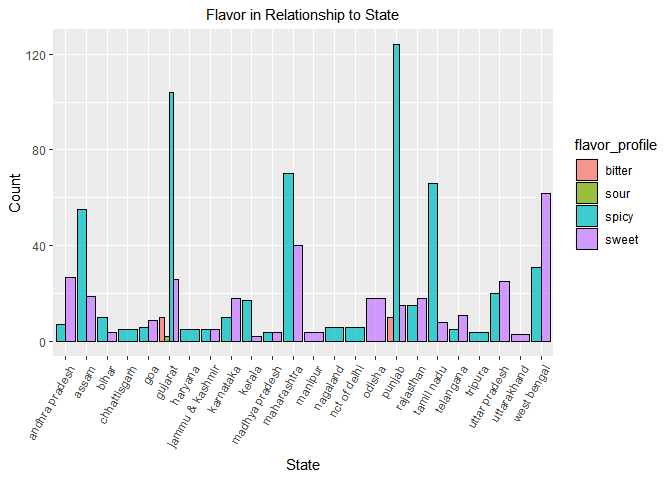 Flavor in Relationship to State
120
80
40
0
Count
andhra pradesh
assam
bihar
chhattisgarh
goa
gujarat
haryana
jammu & kashmir
karnataka
kerala
madhya pradesh
maharashtra
manipur
nagaland
nct of delhi
odisha
punjab
rajasthan
tamil nadu
telangana
tripura
uttar pradesh
uttarakhand
west bengal
State
flavor_profile
bitter
sour
spicy
sweet